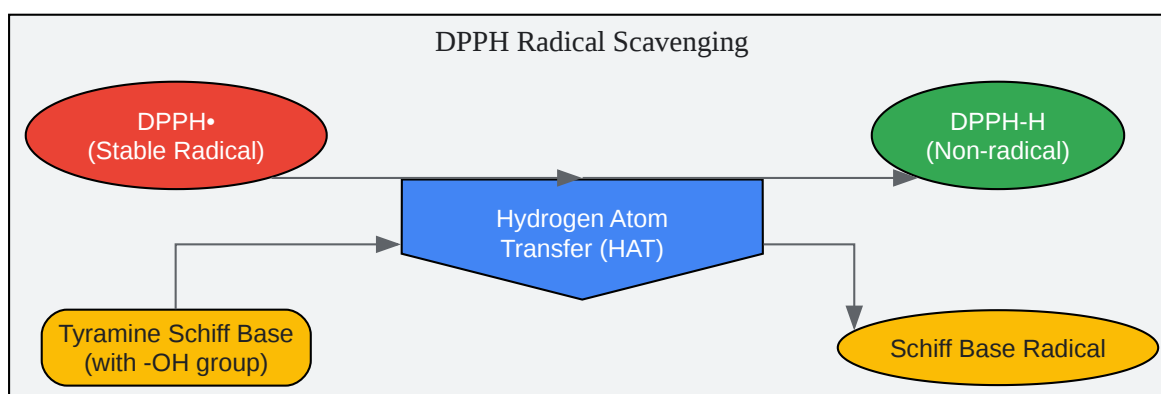 DPPH Radical Scavenging
DPPH•
(Stable Radical)
DPPH-H
(Non-radical)
Hydrogen Atom
Transfer (HAT)
Tyramine Schiff Base
(with -OH group)
Schiff Base Radical